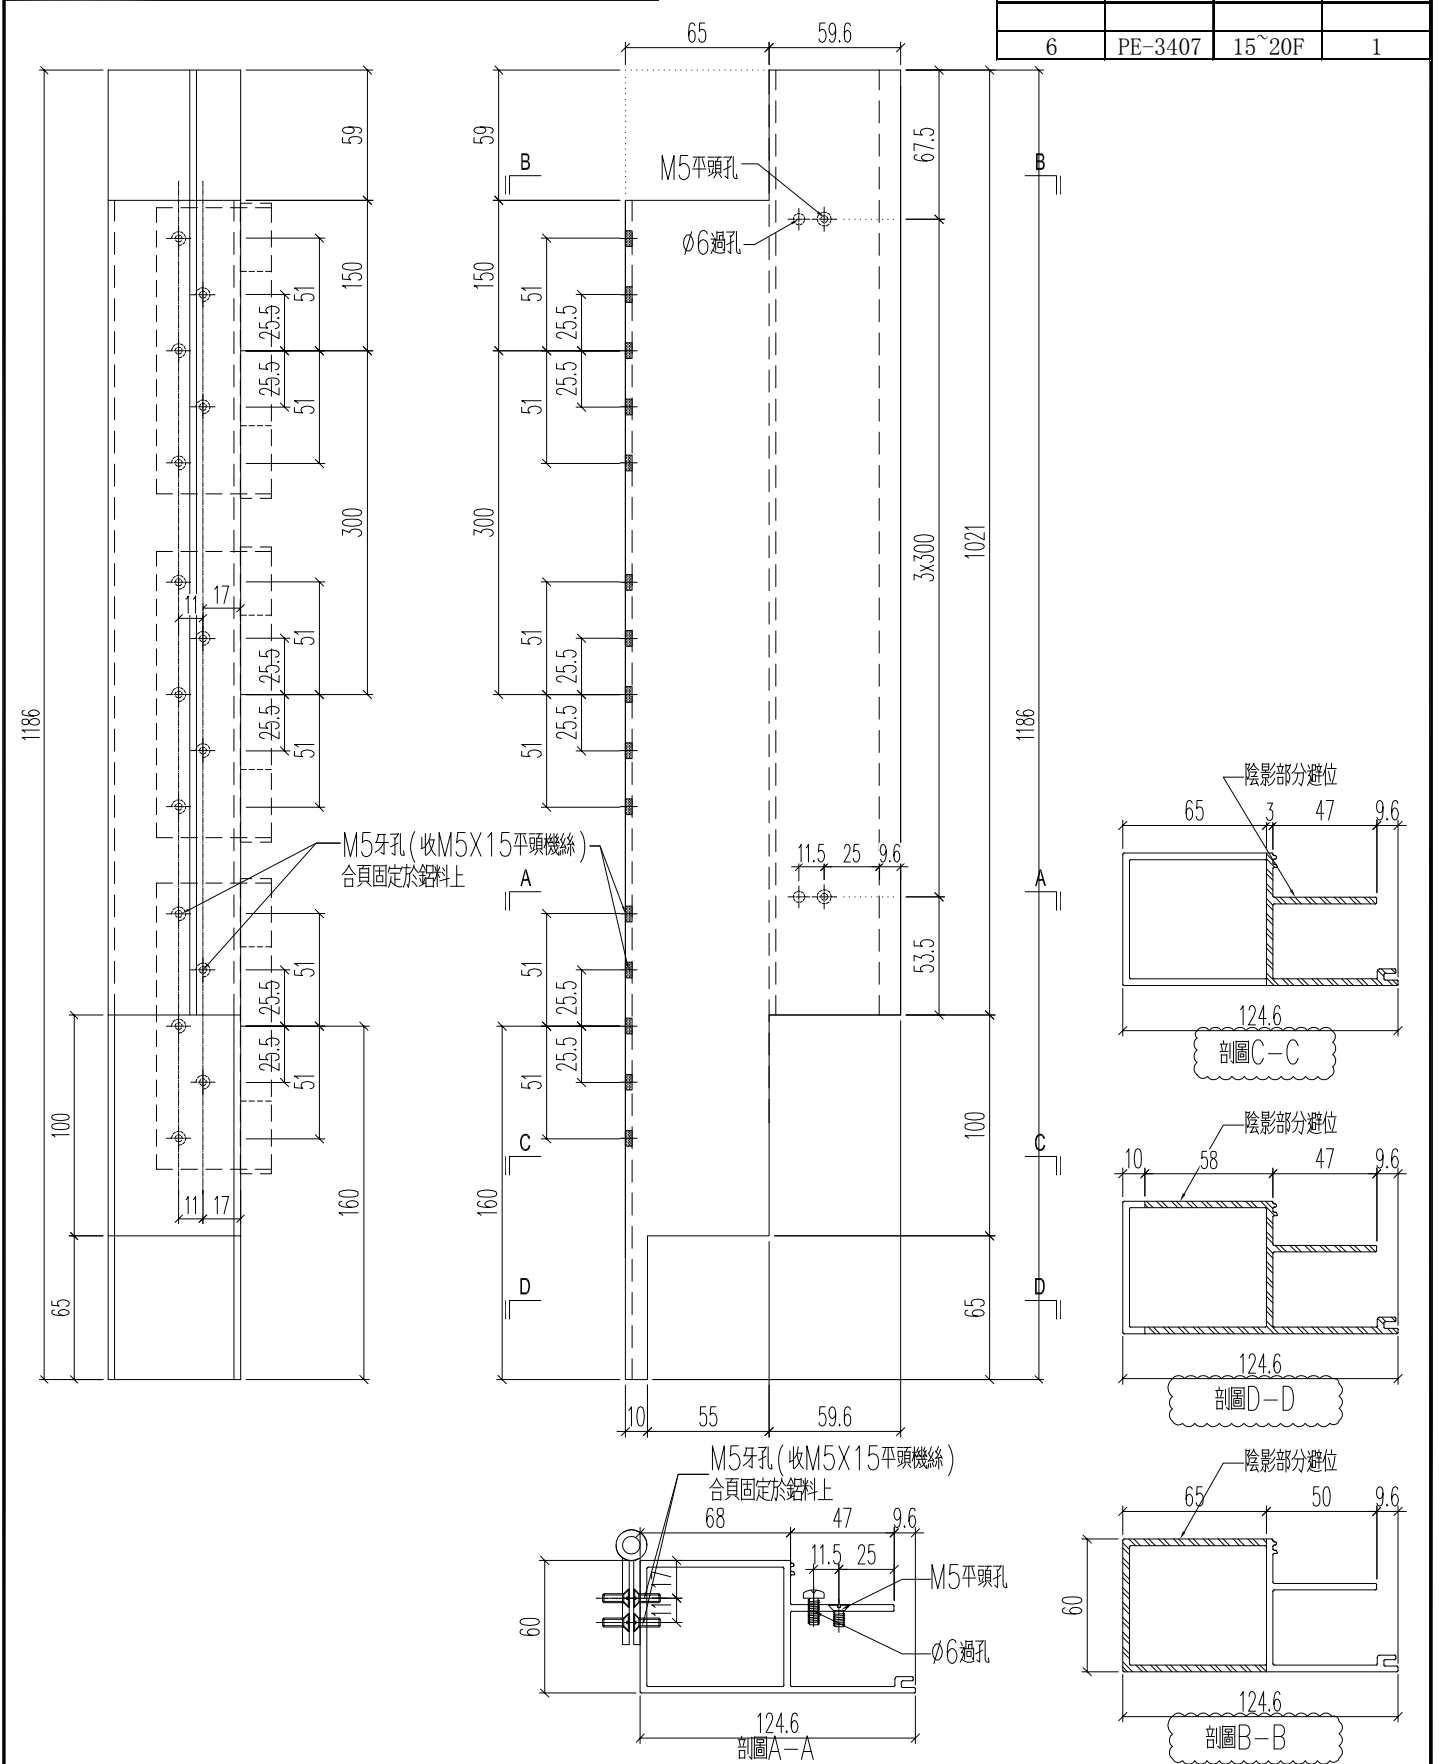 6 PE-3407 15~20F 1
65 59.6
59 59 67.5
B B
M5平頭孔
Ø6過孔
150 51 25.5 25.5 51
150 51 25.5 25.5 51
300 300 3x300 1021
11 17
51 25.5 25.5 51
51 25.5 25.5 51
1186 1186
M5牙孔(收M5X15平頭機絲)
合頁固定於鋁料上
11.5 25 9.6
A A
53.5
51 25.5 25.5 51
51 25.5 25.5 51
100 160 160 100
C C
11 17
65 65
D D
10 55 59.6
陰影部分避位
65 3 47 9.6
124.6
剖圖C-C
陰影部分避位
10 58 47 9.6
124.6
剖圖D-D
M5牙孔(收M5X15平頭機絲)
合頁固定於鋁料上
68 47 9.6
11.5 25
17
11
60
M5平頭孔
Ø6過孔
124.6
剖圖A-A
陰影部分避位
65 50 9.6
60
124.6
剖圖B-B